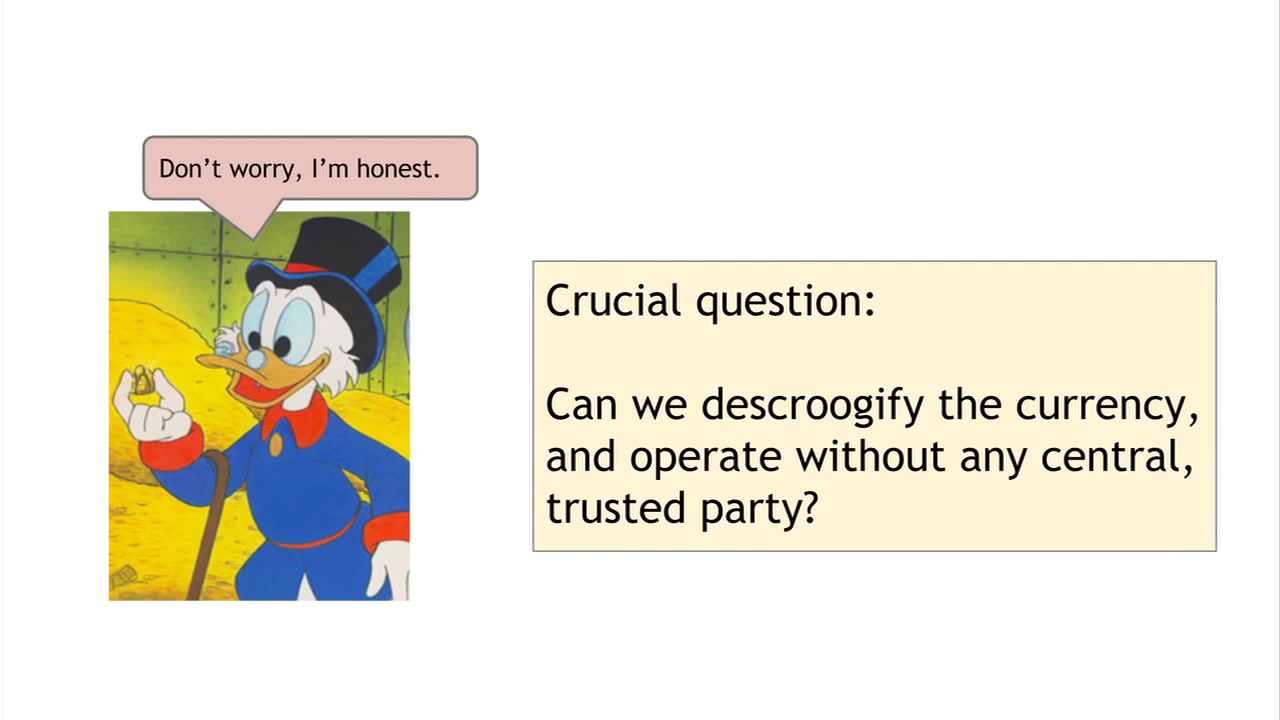 Don’t worry, I’m honest.
Crucial question:
Can we descroogify the currency,
and operate without any central,
trusted party?